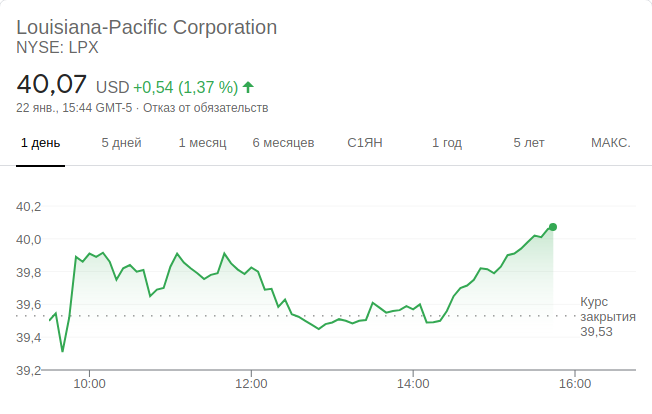 Louisiana-Pacific Corporation
NYSE: LPX
40,07 USD +0,54 (1,37 %)
22 янв., 15:44 GMT-5 · Отказ от обязательств
1 день 5 дней 1 месяц 6 месяцев С1ЯН 1 год 5 лет МАКС.
40,2
40,0
39,8
39,6
39,4
39,2
Курс
закрытия
39,53
10:00 12:00 14:00 16:00